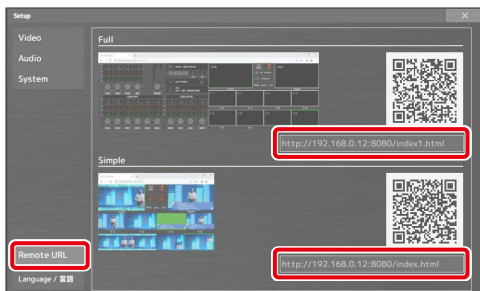 Setup
Video
Audio
System
Full
http://192.168.0.12:8080/index1.html
Simple
http://192.168.0.12:8080/index.html
Remote URL
Language / 言語